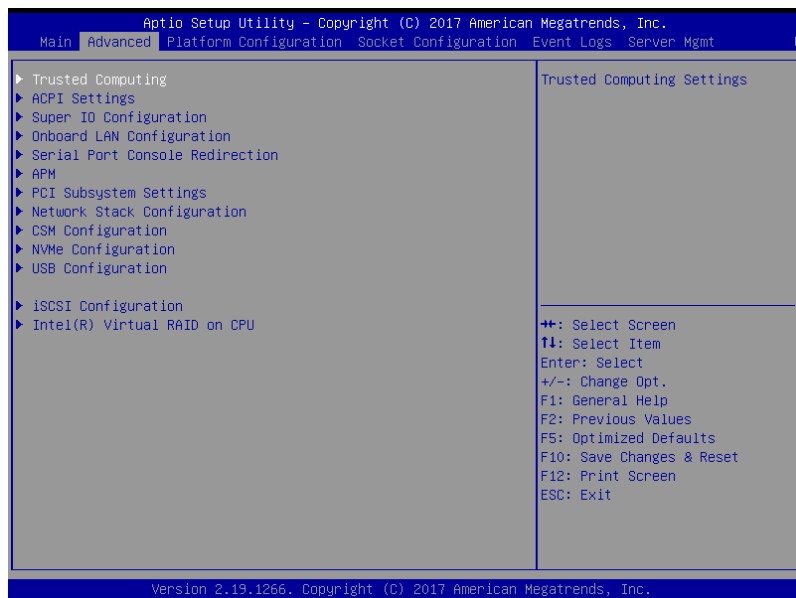 Aptio Setup Utility – Copyright (C) 2017 American Megatrends, Inc.
Main Advanced Platform Configuration Socket Configuration Event Logs Server Mgmt
Trusted Computing
ACPI Settings
Super IO Configuration
Onboard LAN Configuration
Serial Port Console Redirection
APM
PCI Subsystem Settings
Network Stack Configuration
CSM Configuration
NVMe Configuration
USB Configuration
iSCSI Configuration
Intel(R) Virtual RAID on CPU
Trusted Computing Settings
→←: Select Screen
↑↓: Select Item
Enter: Select
+/-: Change Opt.
F1: General Help
F2: Previous Values
F5: Optimized Defaults
F10: Save Changes & Reset
F12: Print Screen
ESC: Exit
Version 2.19.1266. Copyright (C) 2017 American Megatrends, Inc.